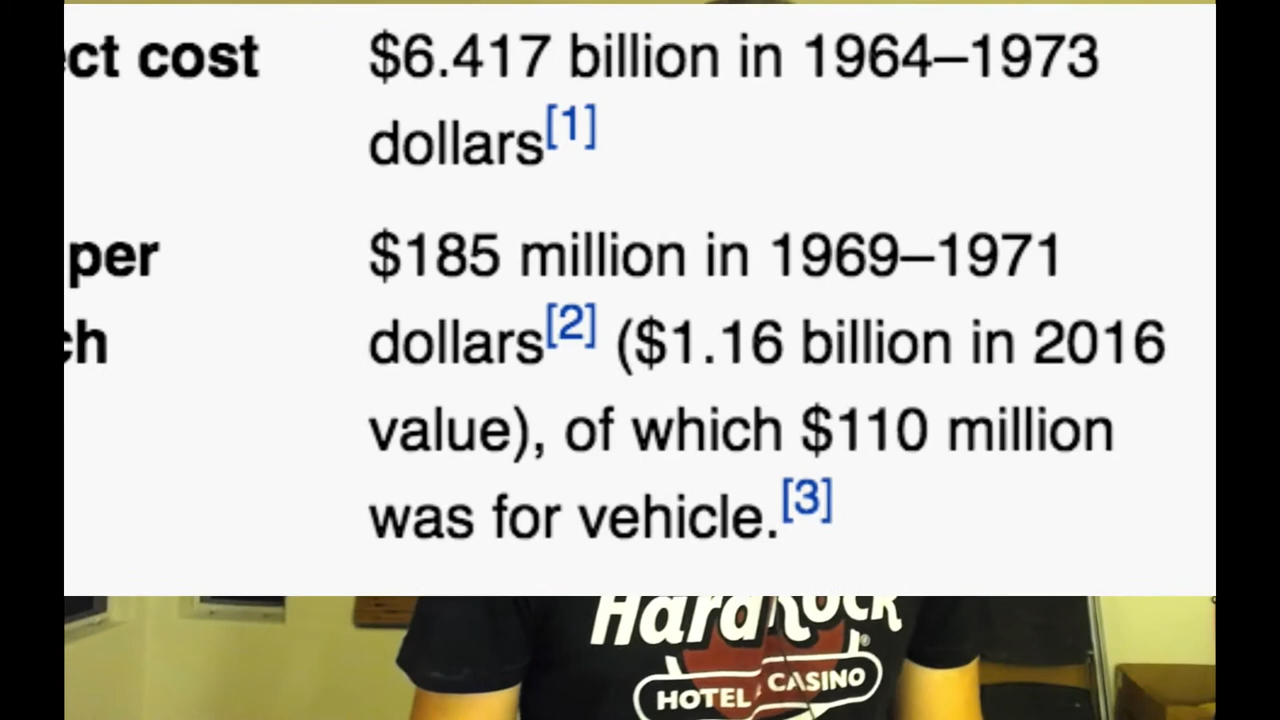 ect cost $6.417 billion in 1964–1973
dollars[1]
per $185 million in 1969–1971
ch dollars[2] ($1.16 billion in 2016
value), of which $110 million
was for vehicle.[3]
Hard Rock
HOTEL CASINO